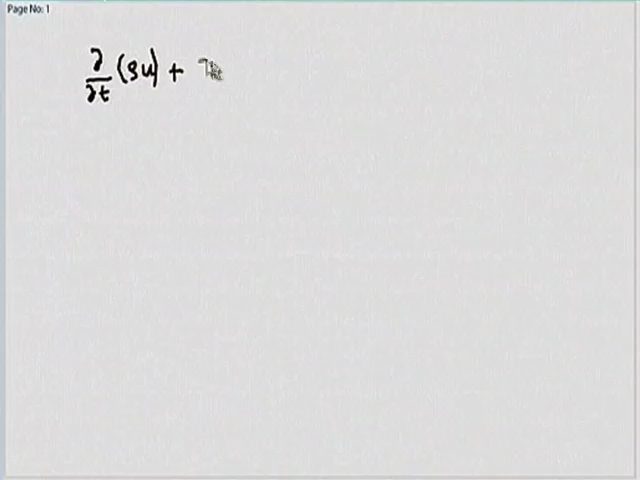 Page No: 1
∂/∂t (ρu) +